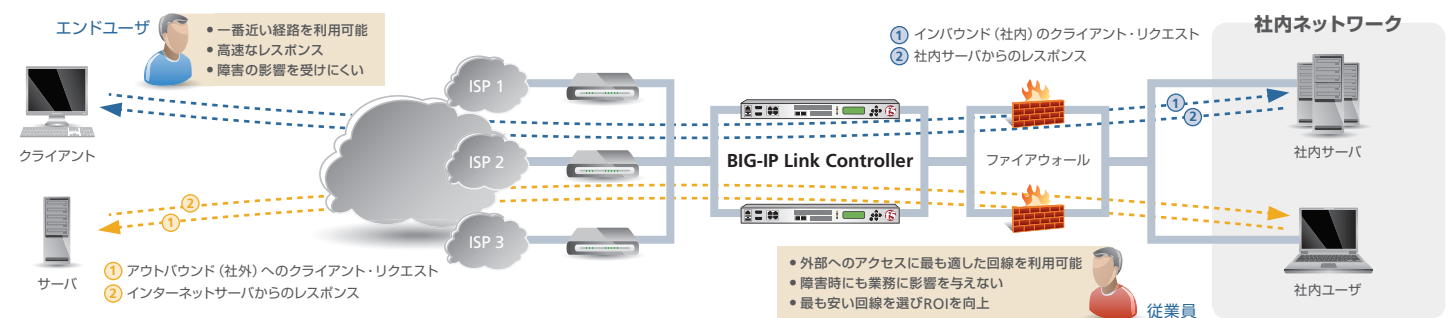 エンドユーザ
• 一番近い経路を利用可能
• 高速なレスポンス
• 障害の影響を受けにくい
クライアント
サーバ
ISP 1
ISP 2
ISP 3
2
1
1 アウトバウンド（社外）へのクライアント・リクエスト
2 インターネットサーバからのレスポンス
BIG-IP Link Controller
ファイアウォール
1 インバウンド（社内）のクライアント・リクエスト
2 社内サーバからのレスポンス
1
2
社内ネットワーク
社内サーバ
社内ユーザ
• 外部へのアクセスに最も適した回線を利用可能
• 障害時にも業務に影響を与えない
• 最も安い回線を選びROIを向上
従業員